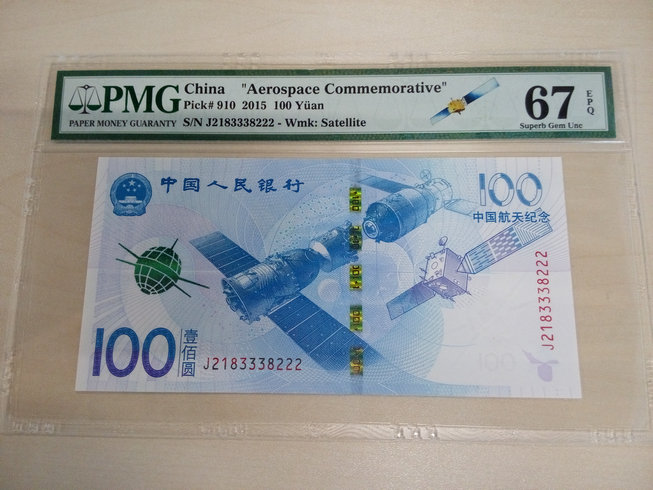 PMG
PAPER MONEY GUARANTY
China "Aerospace Commemorative"
Pick# 910 2015 100 Yüan
S/N J2183338222 - Wmk: Satellite
67
EPQ
Superb Gem Unc
中国人民银行
100
中国航天纪念
J2183338222
100
壹佰圆
J2183338222